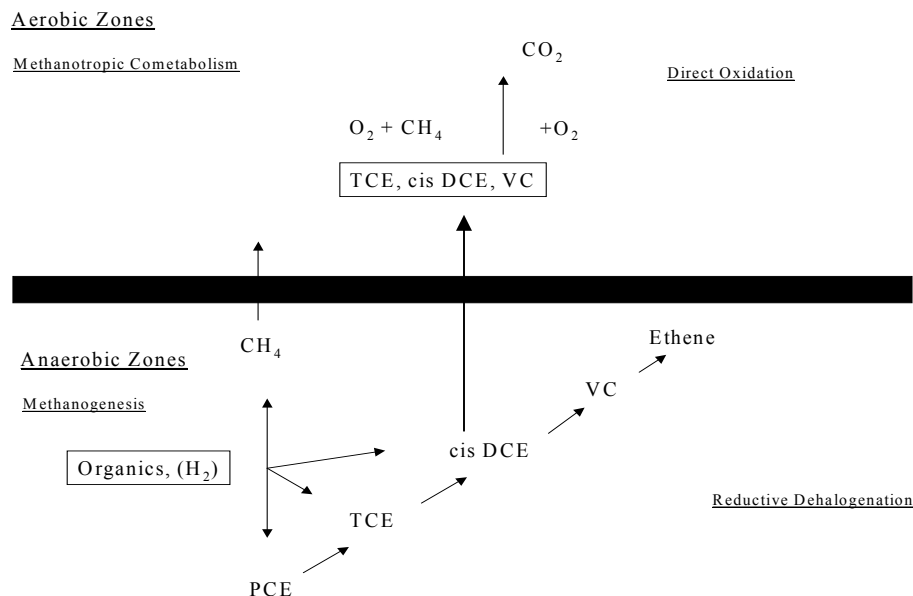 Aerobic Zones
CO₂
Methanotropic Cometabolism
Direct Oxidation
O₂ + CH₄
+O₂
TCE, cis DCE, VC
Ethene
CH₄
Anaerobic Zones
VC
Methanogenesis
cis DCE
Organics, (H₂)
Reductive Dehalogenation
TCE
PCE